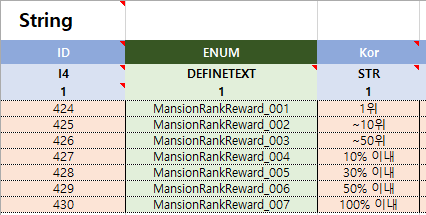 String
ID ENUM Kor
I4 DEFINETEXT STR
1 1 1
424 MansionRankReward_001 1위
425 MansionRankReward_002 ~10위
426 MansionRankReward_003 ~50위
427 MansionRankReward_004 10% 이내
428 MansionRankReward_005 30% 이내
429 MansionRankReward_006 50% 이내
430 MansionRankReward_007 100% 이내